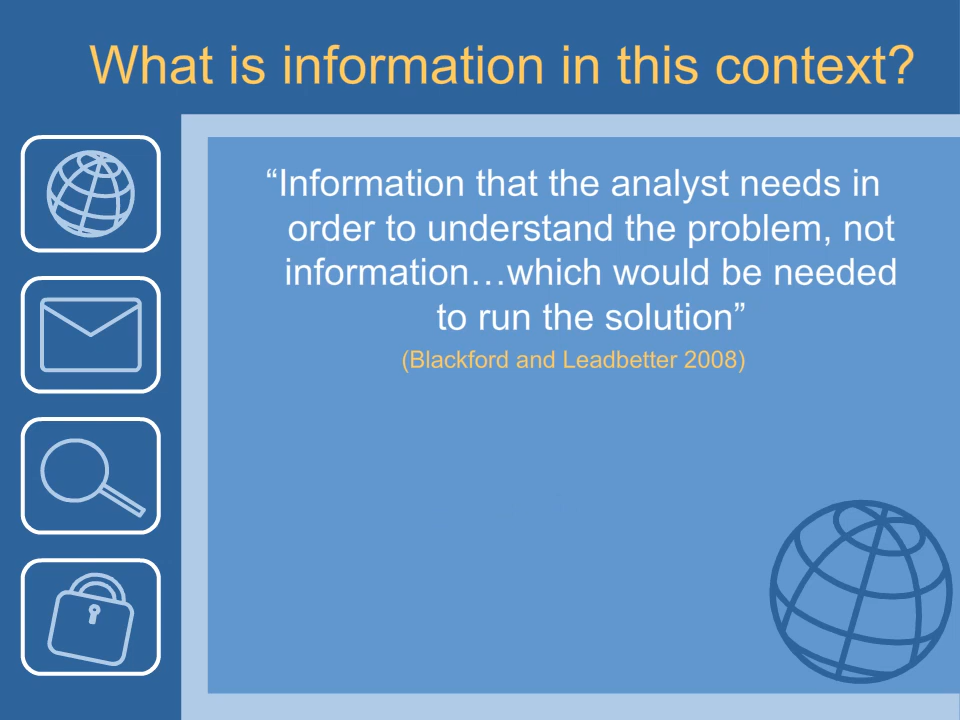 What is information in this context?
“Information that the analyst needs in
order to understand the problem, not
information…which would be needed
to run the solution”
(Blackford and Leadbetter 2008)